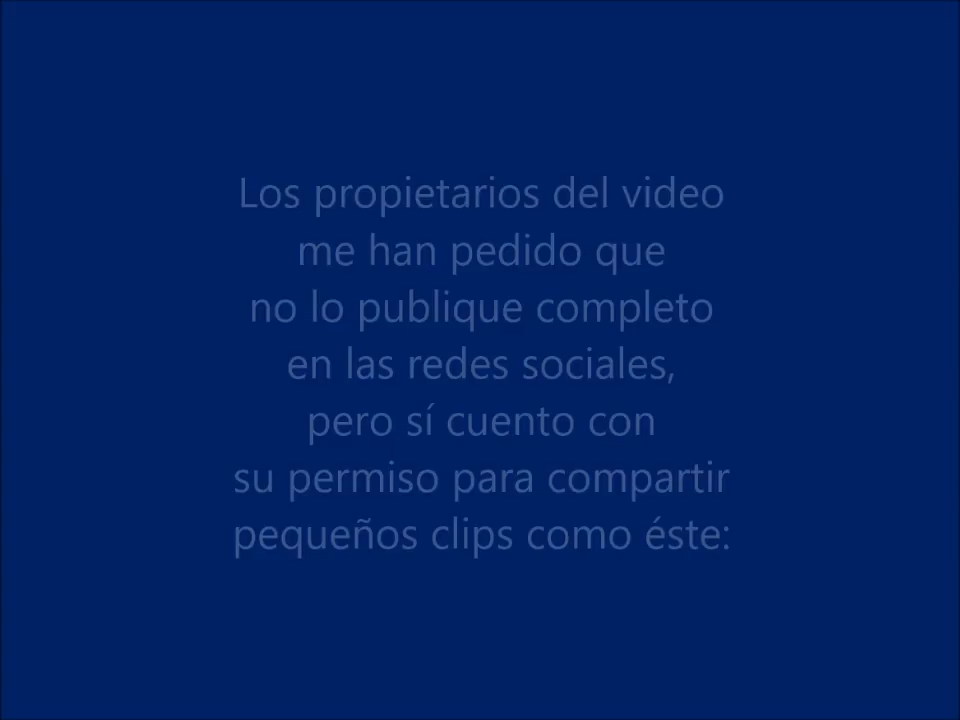 Los propietarios del video
me han pedido que
no lo publique completo
en las redes sociales,
pero sí cuento con
su permiso para compartir
pequeños clips como éste: